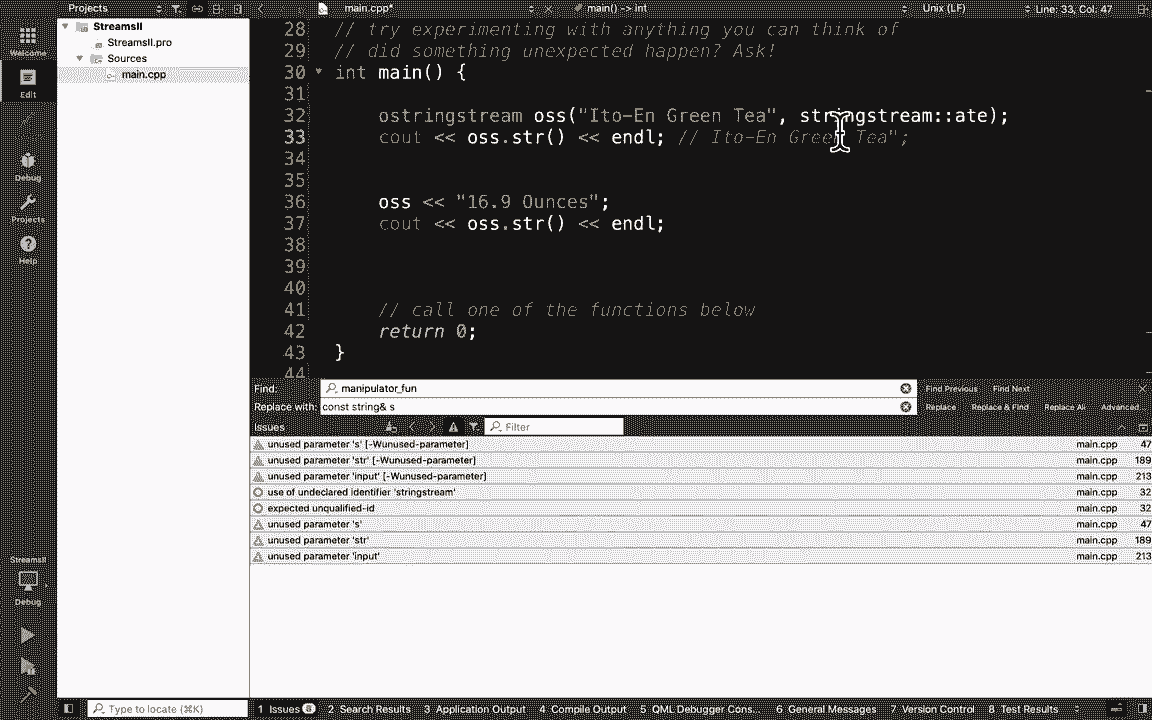 Projects
main.cpp*
# main() -> int
Unix (LF)
Line: 33, Col: 47
Welcome
Edit
Debug
Projects
Help
StreamsII
StreamsII.pro
Sources
main.cpp
28 // try experimenting with anything you can think of
29 // did something unexpected happen? Ask!
30 int main() {
31
32 ostringstream oss("Ito-En Green Tea", stringstream::ate);
33 cout << oss.str() << endl; // Ito-En Green Tea";
34
35
36 oss << "16.9 Ounces";
37 cout << oss.str() << endl;
38
39
40
41 // call one of the functions below
42 return 0;
43 }
44
Find: manipulator_fun
Find Previous Find Next
Replace with: const string& s
Replace Replace & Find Replace All Advanced...
Issues
Filter
unused parameter 's' [-Wunused-parameter] main.cpp 47
unused parameter 'str' [-Wunused-parameter] main.cpp 189
unused parameter 'input' [-Wunused-parameter] main.cpp 213
use of undeclared identifier 'stringstream' main.cpp 32
expected unqualified-id main.cpp 32
unused parameter 's' main.cpp 47
unused parameter 'str' main.cpp 189
unused parameter 'input' main.cpp 213
StreamsII
Debug
Type to locate (⌘K)
1 Issues 8 2 Search Results 3 Application Output 4 Compile Output 5 QML Debugger Cons... 6 General Messages 7 Version Control 8 Test Results